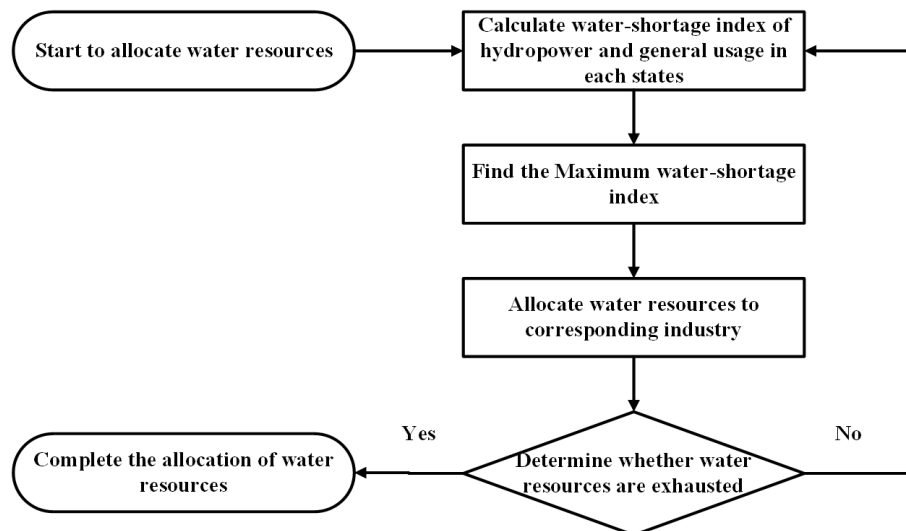 Start to allocate water resources
Calculate water-shortage index of
hydropower and general usage in
each states
Find the Maximum water-shortage
index
Allocate water resources to
corresponding industry
Yes
No
Complete the allocation of water
resources
Determine whether water
resources are exhausted